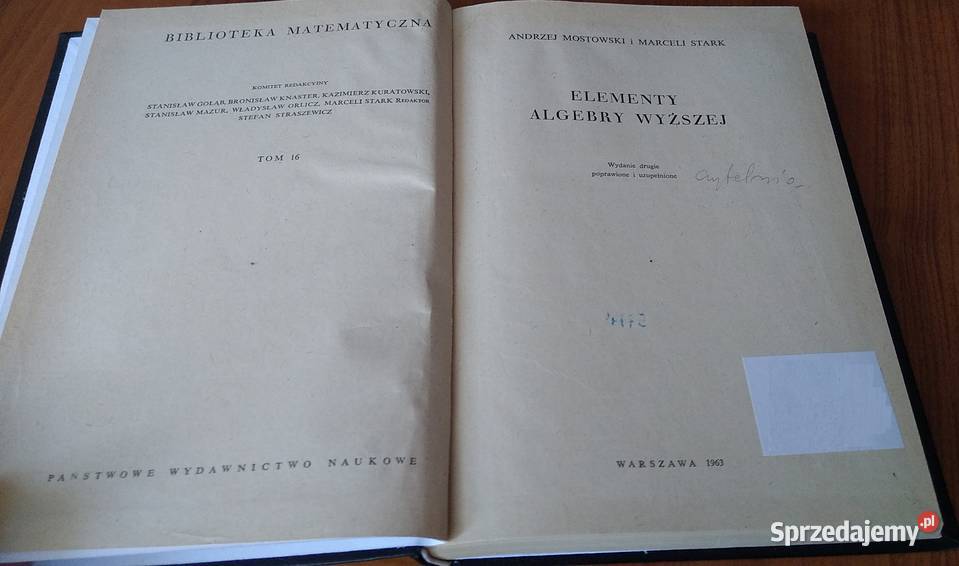 BIBLIOTEKA MATEMATYCZNA
KOMITET REDAKCYJNY
STANISŁAW GOŁĄB, BRONISŁAW KNASTER, KAZIMIERZ KURATOWSKI,
STANISŁAW MAZUR, WŁADYSŁAW ORLICZ, MARCELI STARK REDAKTOR
STEFAN STRASZEWICZ
TOM 16
PAŃSTWOWE WYDAWNICTWO NAUKOWE
ANDRZEJ MOSTOWSKI i MARCELI STARK
ELEMENTY
ALGEBRY WYŻSZEJ
Wydanie drugie
poprawione i uzupełnione
czytelnia
WARSZAWA 1963
Sprzedajemy.pl